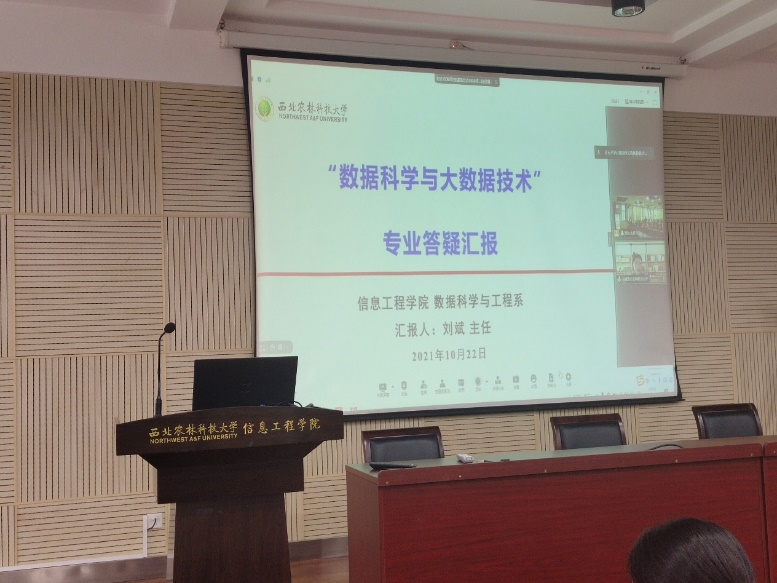 西北农林科技大学
NORTHWEST A&F UNIVERSITY
“数据科学与大数据技术”
专业答疑汇报
信息工程学院 数据科学与工程系
汇报人：刘斌 主任
2021年10月22日
西北农林科技大学 信息工程学院
NORTHWEST A&F UNIVERSITY